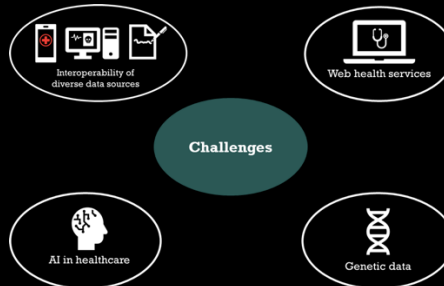 Interoperability of
diverse data sources
Web health services
Challenges
AI in healthcare
Genetic data